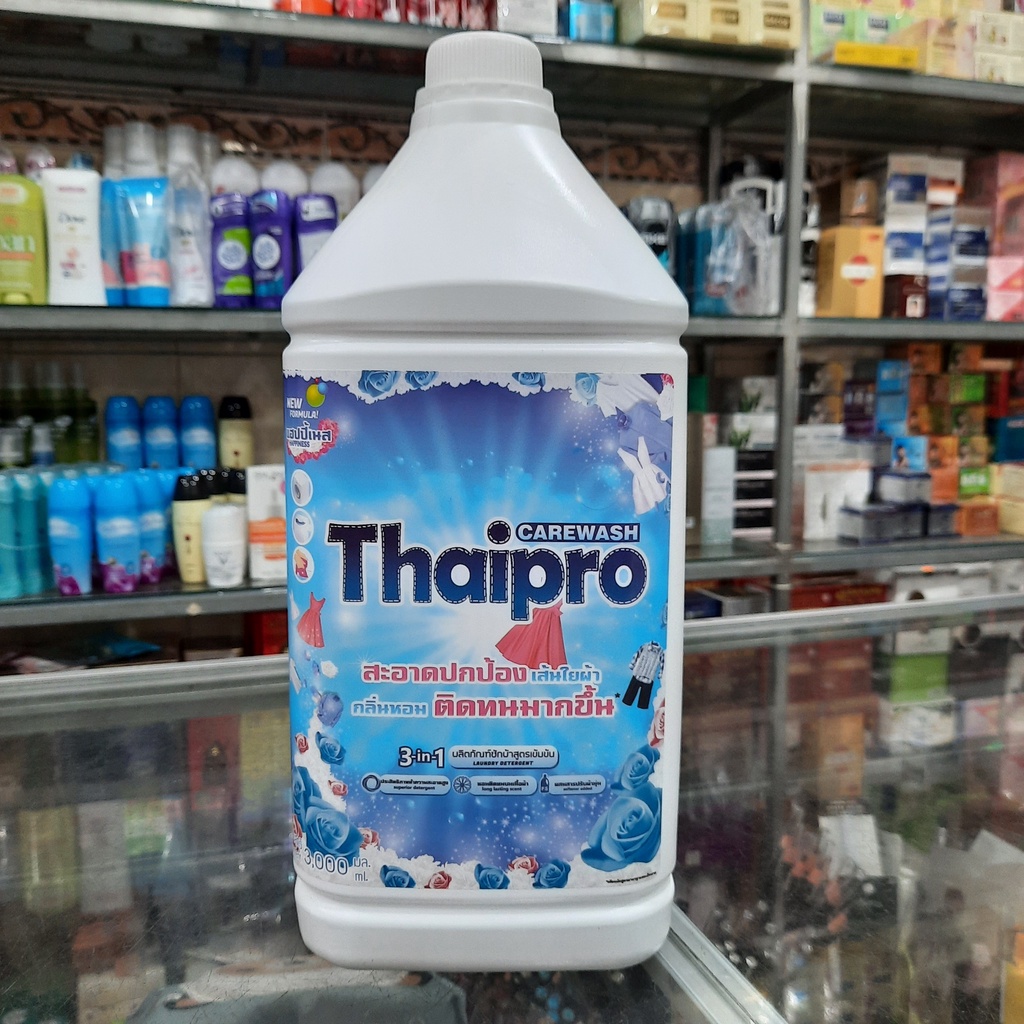 NEW
FORMULA!
แฮปปี้เนส
HAPPINESS
CAREWASH
Thaipro
สะอาดปกป้อง เส้นใยผ้า
กลิ่นหอม ติดทนมากขึ้น
3-in-1 ผลิตภัณฑ์ซักผ้าสูตรเข้มข้น
LAUNDRY DETERGENT
superior detergent
long lasting scent
3,000 มล.
ml.
Dove